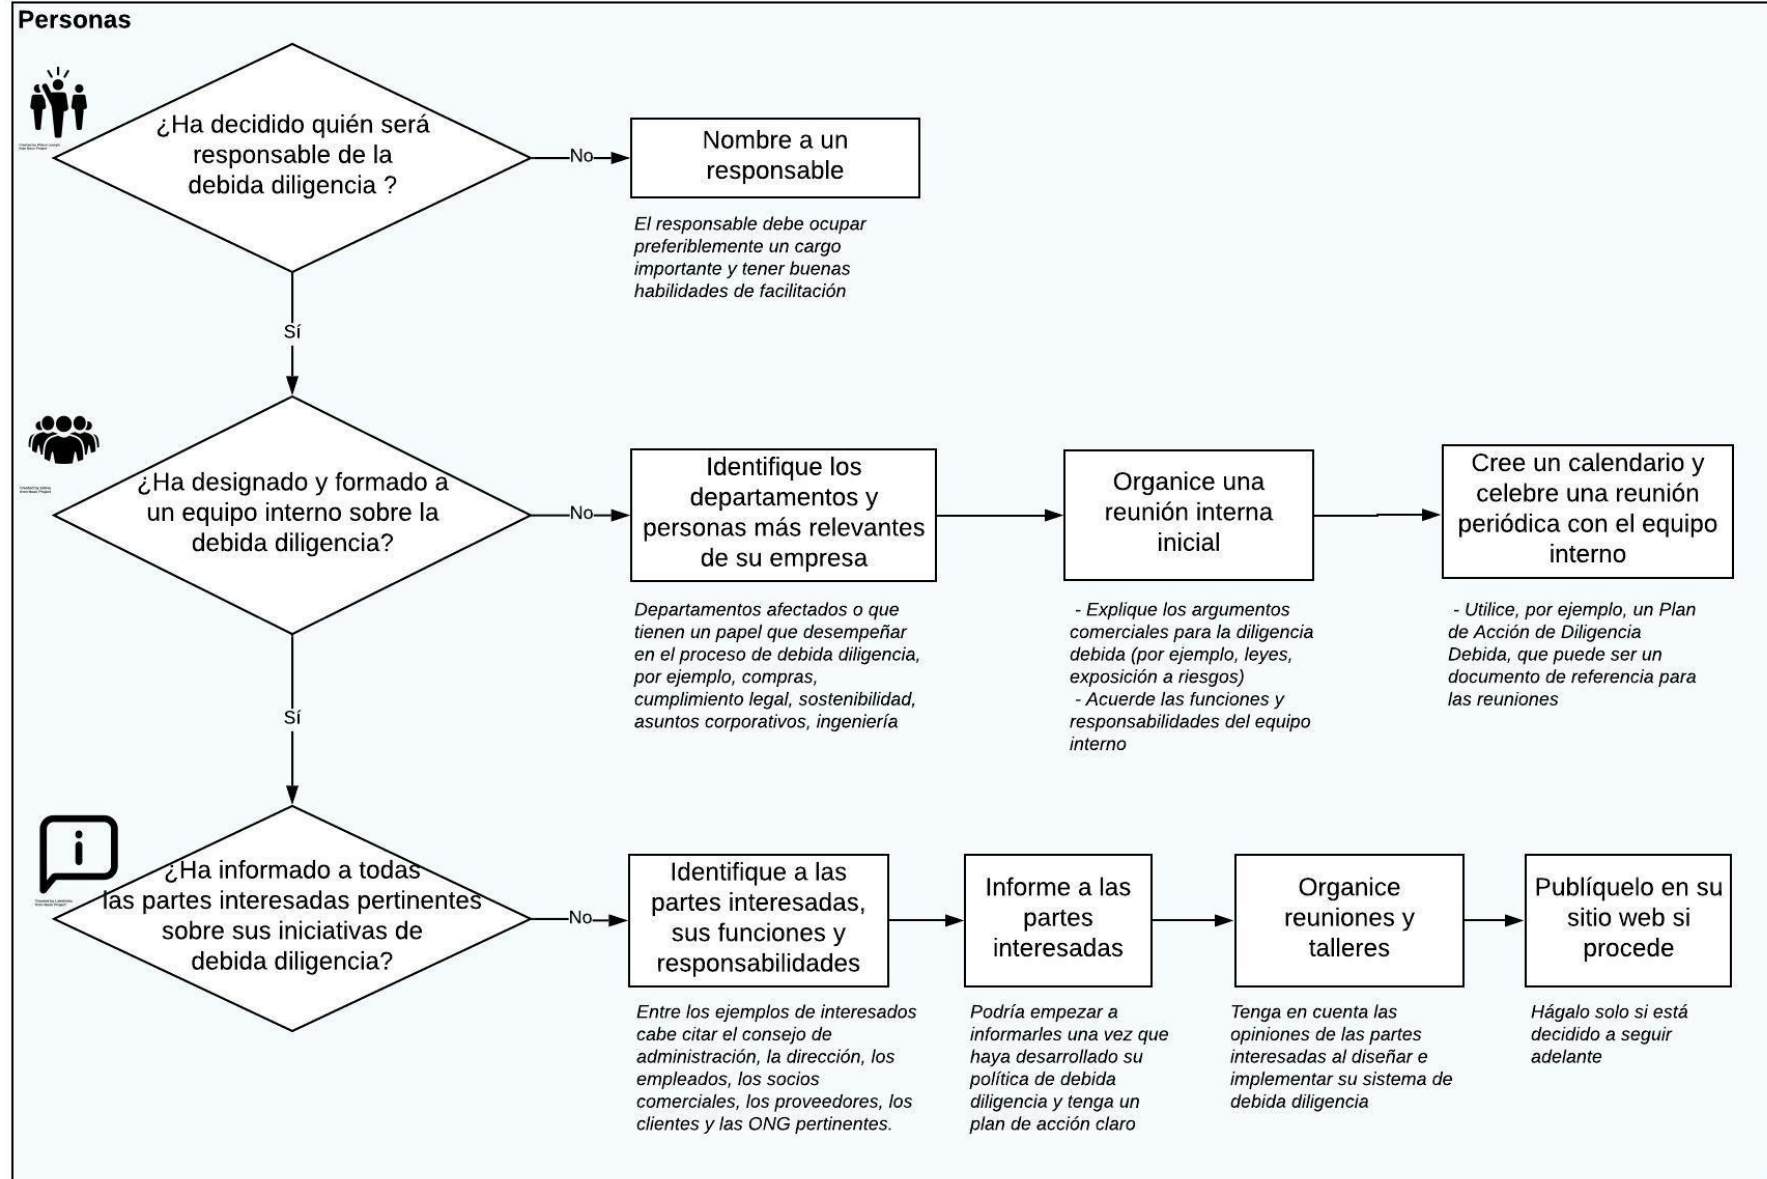 Personas
¿Ha decidido quién será
responsable de la
debida diligencia ?
No
Nombre a un
responsable
El responsable debe ocupar
preferiblemente un cargo
importante y tener buenas
habilidades de facilitación
Sí
¿Ha designado y formado a
un equipo interno sobre la
debida diligencia?
No
Identifique los
departamentos y
personas más relevantes
de su empresa
Departamentos afectados o que
tienen un papel que desempeñar
en el proceso de debida diligencia,
por ejemplo, compras,
cumplimiento legal, sostenibilidad,
asuntos corporativos, ingeniería
Organice una
reunión interna
inicial
- Explique los argumentos
comerciales para la diligencia
debida (por ejemplo, leyes,
exposición a riesgos)
- Acuerde las funciones y
responsabilidades del equipo
interno
Cree un calendario y
celebre una reunión
periódica con el equipo
interno
- Utilice, por ejemplo, un Plan
de Acción de Diligencia
Debida, que puede ser un
documento de referencia para
las reuniones
Sí
¿Ha informado a todas
las partes interesadas pertinentes
sobre sus iniciativas de
debida diligencia?
No
Identifique a las
partes interesadas,
sus funciones y
responsabilidades
Entre los ejemplos de interesados
cabe citar el consejo de
administración, la dirección, los
empleados, los socios
comerciales, los proveedores, los
clientes y las ONG pertinentes.
Informe a las
partes
interesadas
Podría empezar a
informarles una vez que
haya desarrollado su
política de debida
diligencia y tenga un
plan de acción claro
Organice
reuniones y
talleres
Tenga en cuenta las
opiniones de las partes
interesadas al diseñar e
implementar su sistema de
debida diligencia
Publíquelo en su
sitio web si
procede
Hágalo solo si está
decidido a seguir
adelante